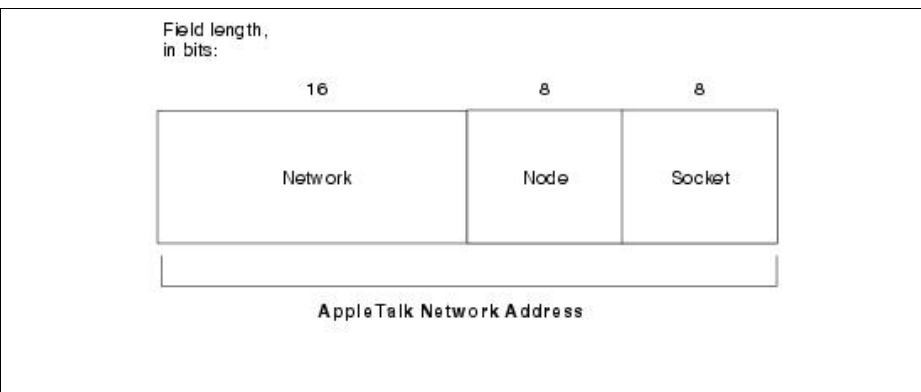 Field length,
in bits:
16 8 8
Network Node Socket
AppleTalk Network Address